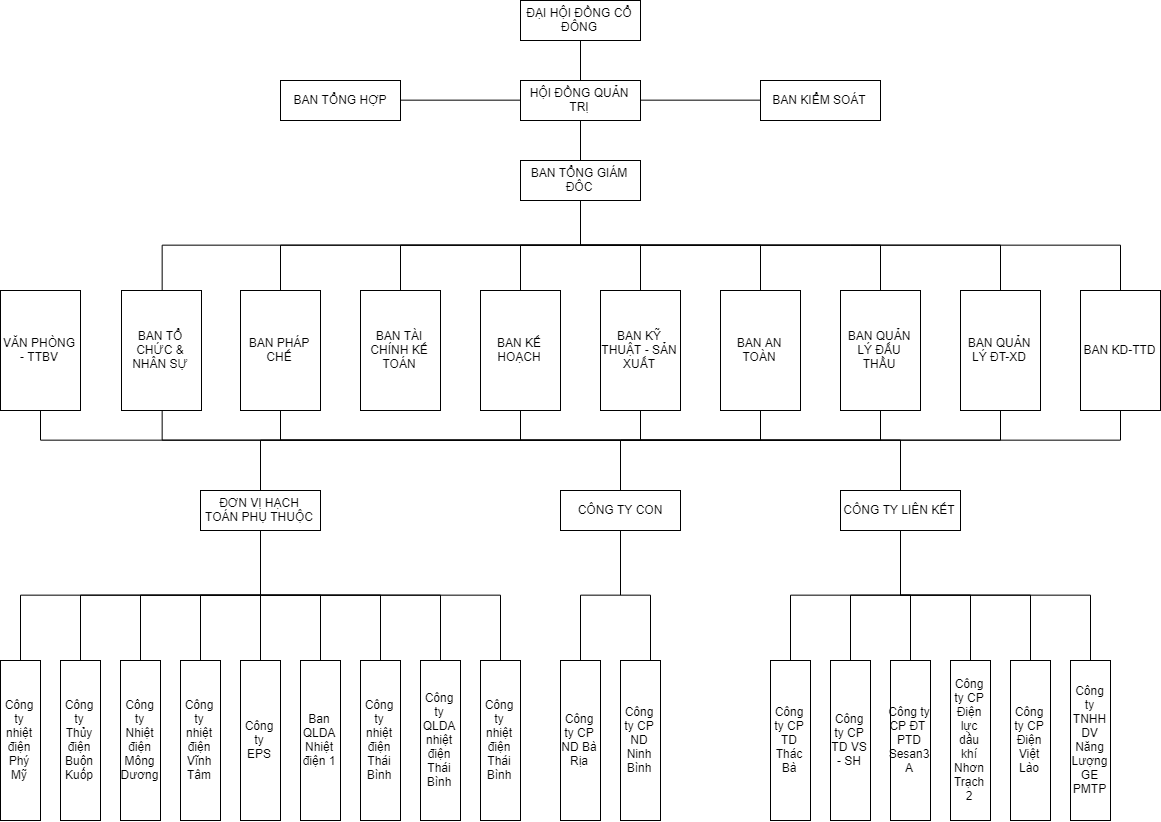 ĐẠI HỘI ĐỒNG CỔ
ĐÔNG
BAN TỔNG HỢP
HỘI ĐỒNG QUẢN
TRỊ
BAN KIỂM SOÁT
BAN TỔNG GIÁM
ĐỐC
VĂN PHÒNG
- TTBV
BAN TỔ
CHỨC &
NHÂN SỰ
BAN PHÁP
CHẾ
BAN TÀI
CHÍNH KẾ
TOÁN
BAN KẾ
HOẠCH
BAN KỸ
THUẬT - SẢN
XUẤT
BAN AN
TOÀN
BAN QUẢN
LÝ ĐẤU
THẦU
BAN QUẢN
LÝ ĐT-XD
BAN KD-TTD
ĐƠN VỊ HẠCH
TOÁN PHỤ THUỘC
CÔNG TY CON
CÔNG TY LIÊN KẾT
Công
ty
nhiệt
điện
Phý
Mỹ
Công
ty
Thủy
điện
Buôn
Kuốp
Công
ty
Nhiệt
điện
Mông
Dương
Công
ty
nhiệt
điện
Vĩnh
Tâm
Công
ty
EPS
Ban
QLDA
Nhiệt
điện 1
Công
ty
nhiệt
điện
Thái
Bình
Công
ty
QLDA
nhiệt
điện
Thái
Bình
Công
ty
nhiệt
điện
Thái
Bình
Công
ty CP
ND Bà
Rịa
Công
ty CP
ND
Ninh
Bình
Công
ty CP
TD
Thác
Bà
Công
ty CP
TD VS
- SH
Công ty
CP ĐT
PTD
Sesan3
A
Công
ty CP
Điện
lực
dầu
khí
Nhơn
Trạch
2
Công
ty CP
Điện
Việt
Lào
Công
ty
TNHH
DV
Năng
Lượng
GE
PMTP